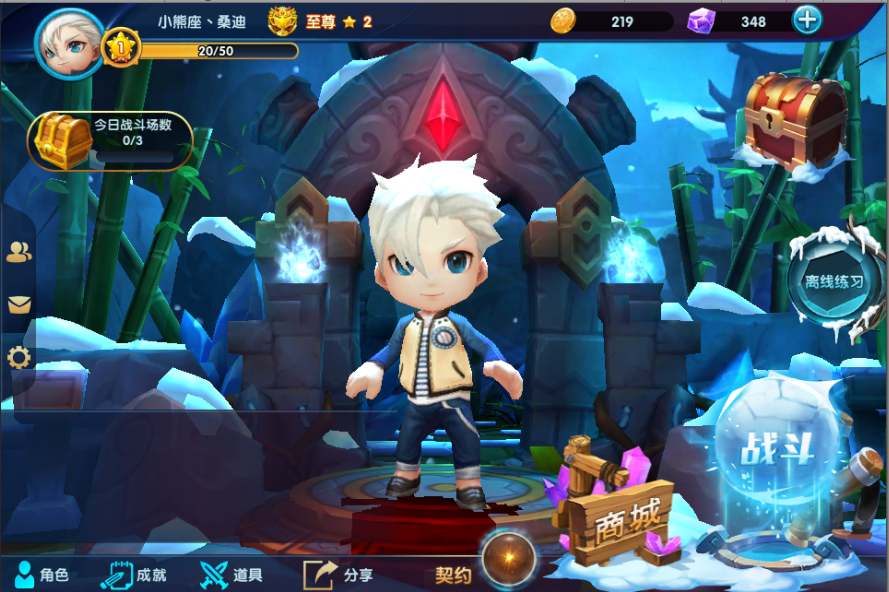 小熊座丶桑迪
至尊 2
219
348
1
20/50
今日战斗场数
0/3
离线练习
战斗
商城
角色
成就
道具
分享
契约